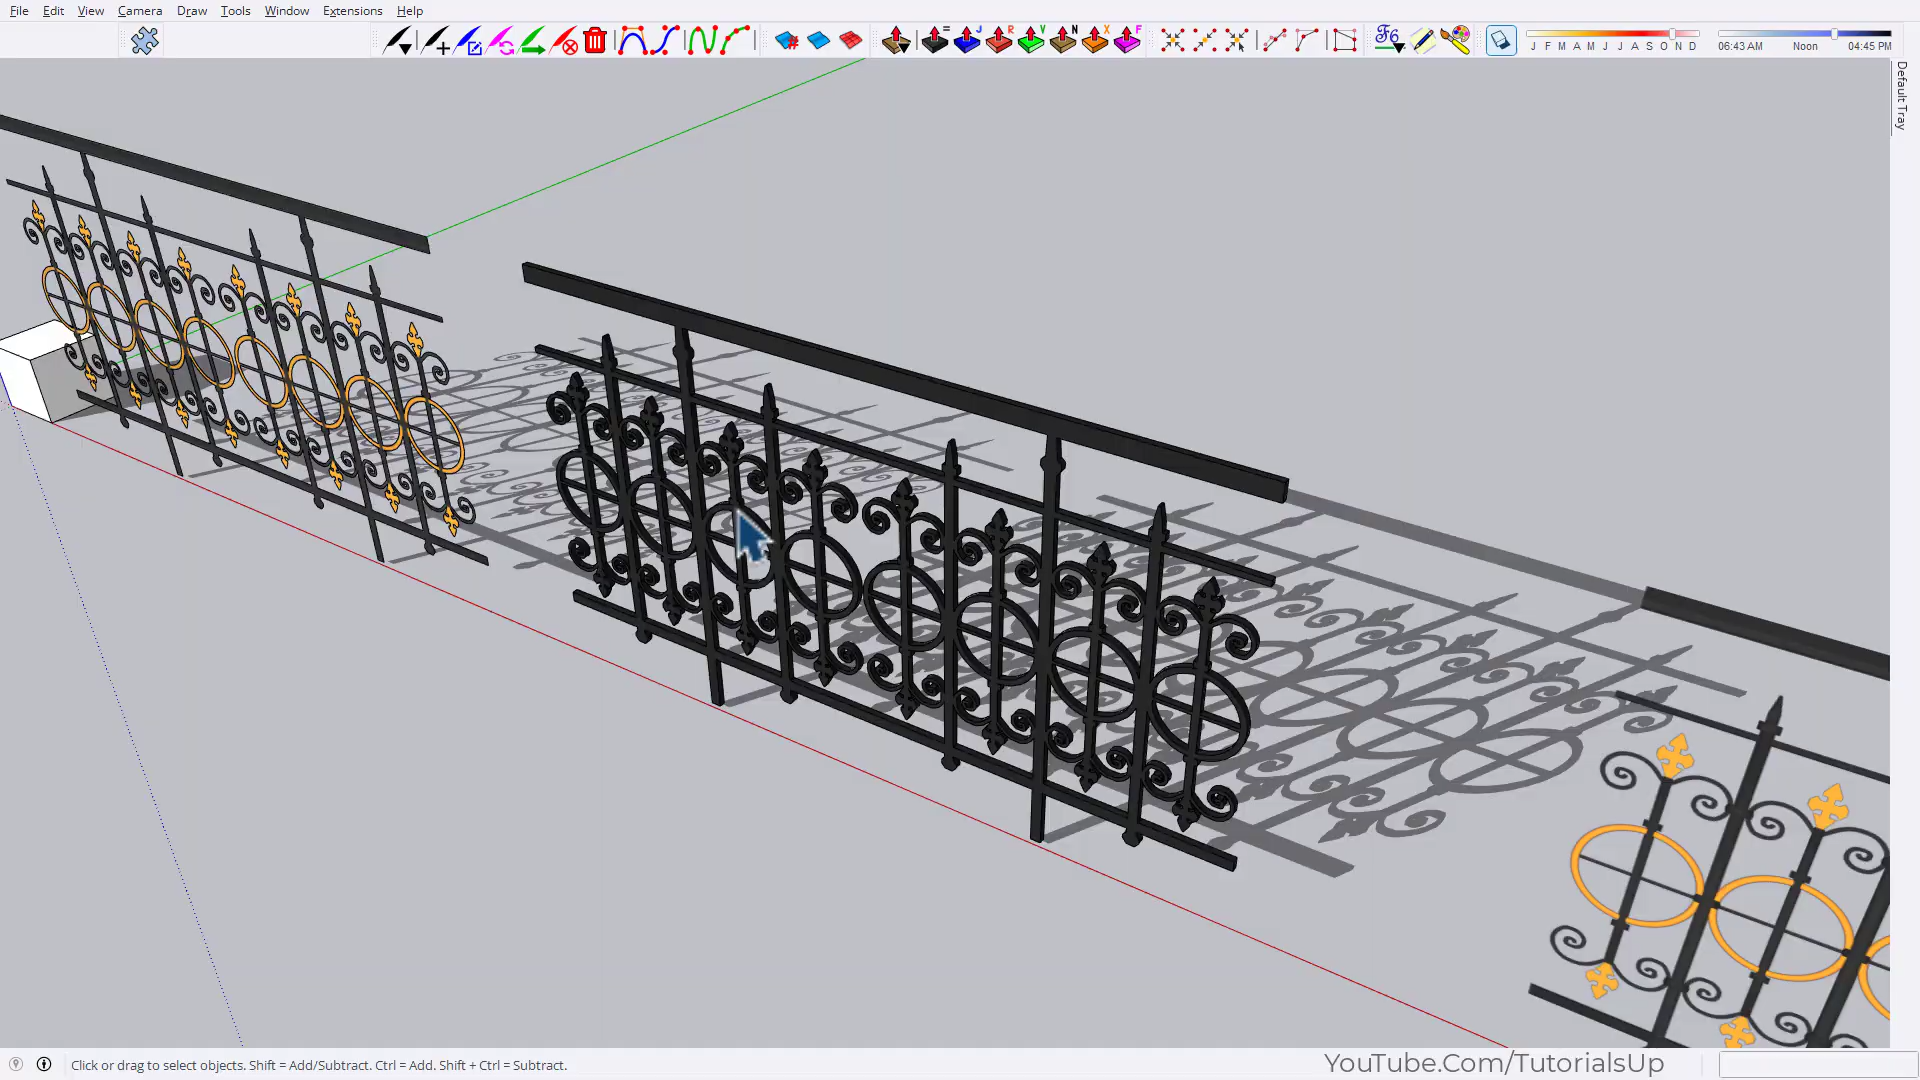 File Edit View Camera Draw Tools Window Extensions Help
= J R V N X F
J F M A M J J A S O N D
06:43 AM Noon 04:45 PM
Default Tray
Click or drag to select objects. Shift = Add/Subtract. Ctrl = Add. Shift + Ctrl = Subtract.
YouTube.Com/TutorialsUp